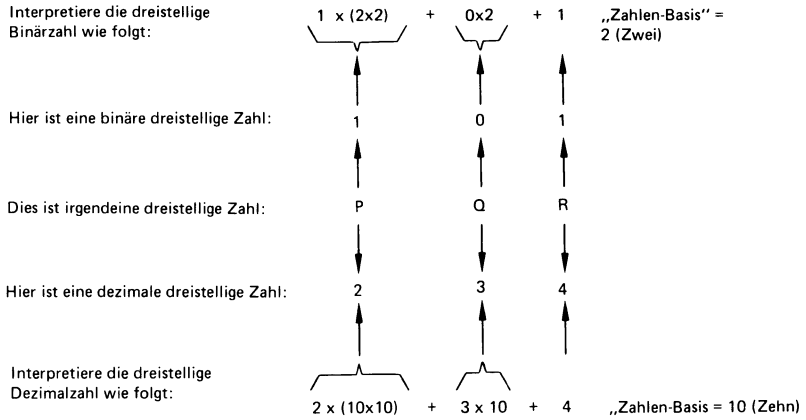 Interpretiere die dreistellige 1 x (2x2) + 0x2 + 1 „Zahlen-Basis" =
Binärzahl wie folgt: 2 (Zwei)
Hier ist eine binäre dreistellige Zahl: 1 0 1
Dies ist irgendeine dreistellige Zahl: P Q R
Hier ist eine dezimale dreistellige Zahl: 2 3 4
Interpretiere die dreistellige
Dezimalzahl wie folgt: 2 x (10x10) + 3 x 10 + 4 „Zahlen-Basis = 10 (Zehn)